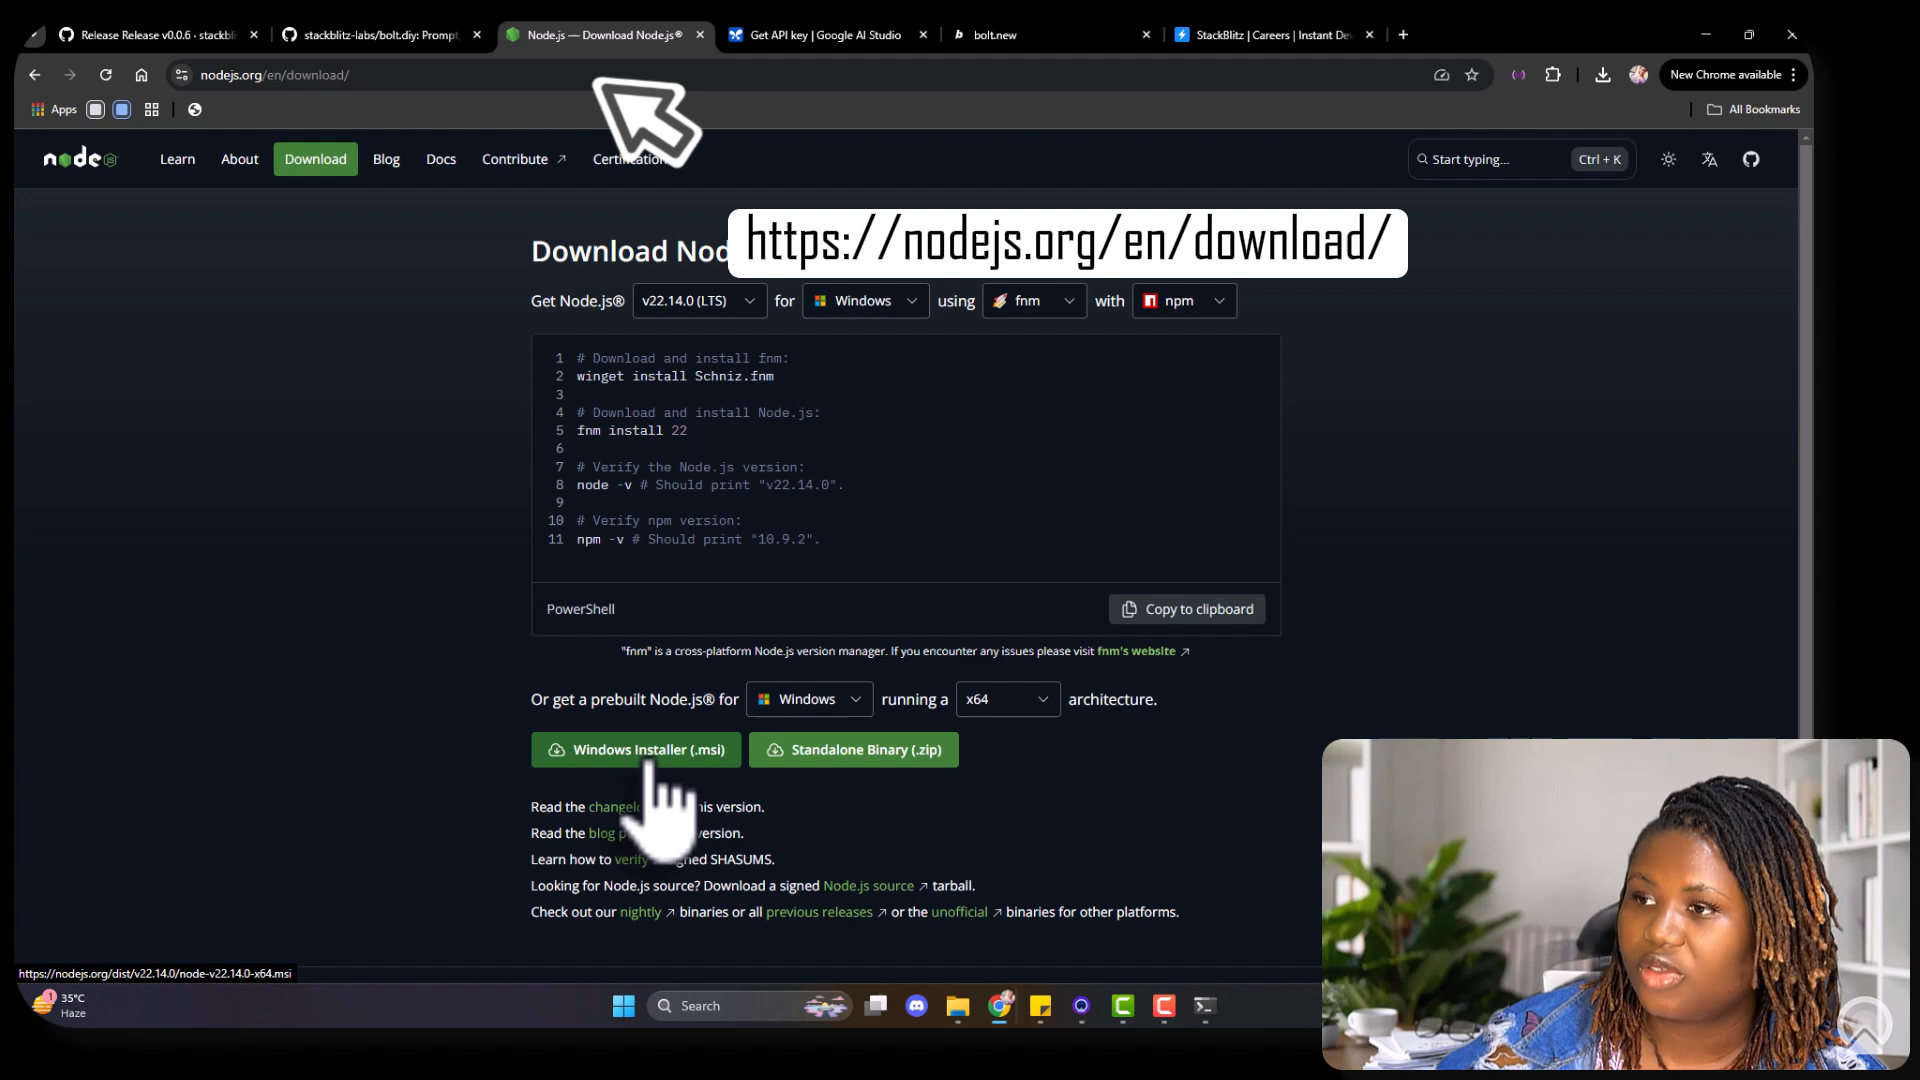 Release Release v0.0.6 · stackbli
stackblitz-labs/bolt.diy: Prompt,
Node.js — Download Node.js®
Get API key | Google AI Studio
bolt.new
StackBlitz | Careers | Instant Dev
nodejs.org/en/download/
New Chrome available
Apps
All Bookmarks
node
Learn
About
Download
Blog
Docs
Contribute ↗
Certification
Start typing...
Ctrl + K
Download Nod
https://nodejs.org/en/download/
Get Node.js® v22.14.0 (LTS) for Windows using fnm with npm
1 # Download and install fnm:
2 winget install Schniz.fnm
3
4 # Download and install Node.js:
5 fnm install 22
6
7 # Verify the Node.js version:
8 node -v # Should print "v22.14.0".
9
10 # Verify npm version:
11 npm -v # Should print "10.9.2".
PowerShell
Copy to clipboard
"fnm" is a cross-platform Node.js version manager. If you encounter any issues please visit fnm's website ↗
Or get a prebuilt Node.js® for Windows running a x64 architecture.
Windows Installer (.msi)
Standalone Binary (.zip)
Read the changelo his version.
Read the blog p version.
Learn how to verify signed SHASUMS.
Looking for Node.js source? Download a signed Node.js source ↗ tarball.
Check out our nightly ↗ binaries or all previous releases ↗ or the unofficial ↗ binaries for other platforms.
https://nodejs.org/dist/v22.14.0/node-v22.14.0-x64.msi
1
35°C
Haze
Search